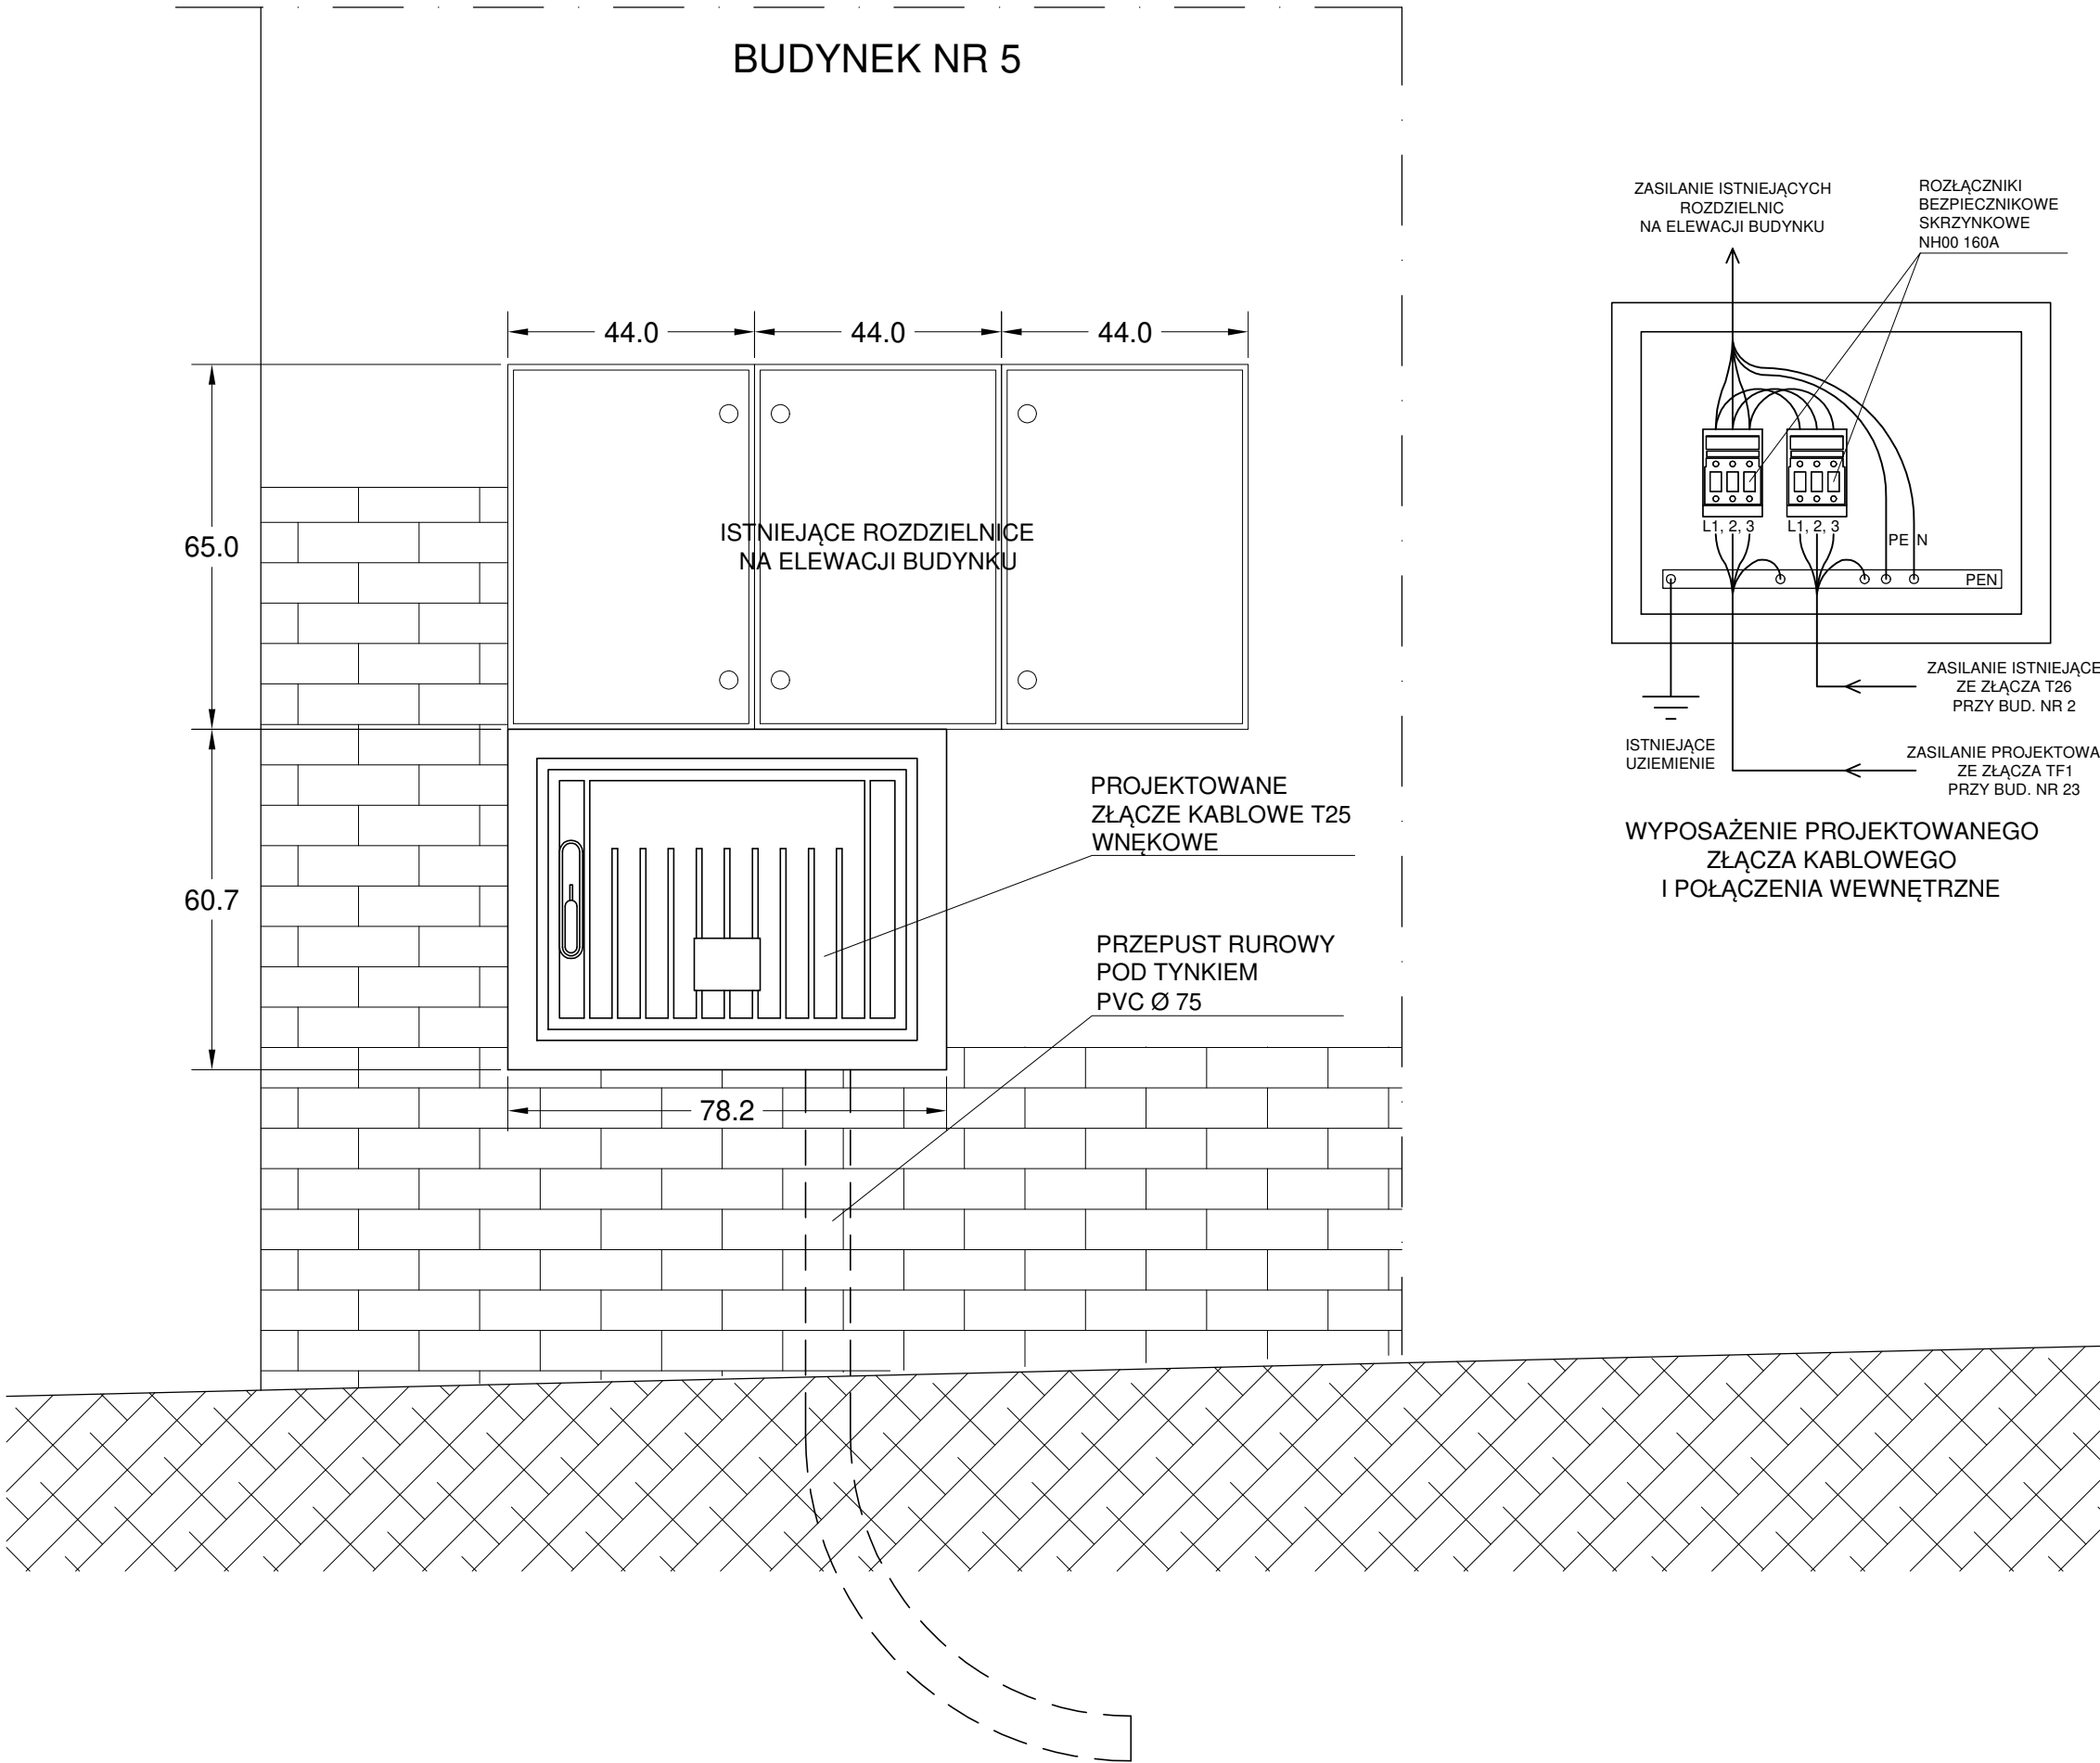 BUDYNEK NR 5
44.0
44.0
44.0
65.0
60.7
78.2
ISTNIEJĄCE ROZDZIELNICE
NA ELEWACJI BUDYNKU
PROJEKTOWANE
ZŁĄCZE KABLOWE T25
WNĘKOWE
PRZEPUST RUROWY
POD TYNKIEM
PVC Ø 75
ZASILANIE ISTNIEJĄCYCH
ROZDZIELNIC
NA ELEWACJI BUDYNKU
ROZŁĄCZNIKI
BEZPIECZNIKOWE
SKRZYNKOWE
NH00 160A
L1, 2, 3
L1, 2, 3
PE N
PEN
ZASILANIE ISTNIEJĄCE
ZE ZŁĄCZA T26
PRZY BUD. NR 2
ISTNIEJĄCE
UZIEMIENIE
ZASILANIE PROJEKTOWA
ZE ZŁĄCZA TF1
PRZY BUD. NR 23
WYPOSAŻENIE PROJEKTOWANEGO
ZŁĄCZA KABLOWEGO
I POŁĄCZENIA WEWNĘTRZNE